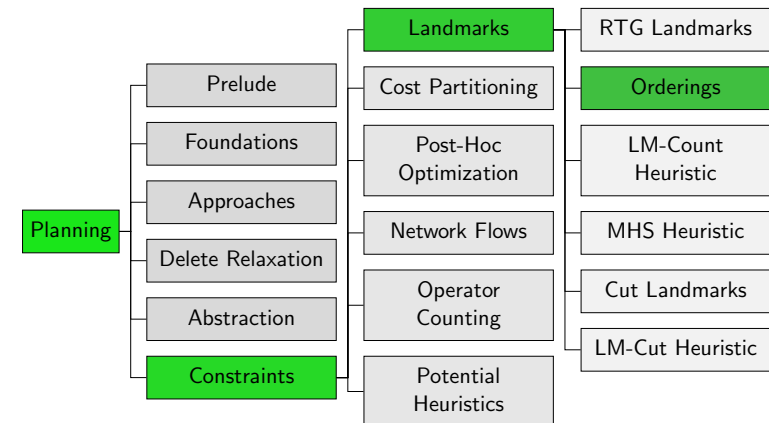 Planning
Prelude
Foundations
Approaches
Delete Relaxation
Abstraction
Constraints
Landmarks
Cost Partitioning
Post-Hoc
Optimization
Network Flows
Operator
Counting
Potential
Heuristics
RTG Landmarks
Orderings
LM-Count
Heuristic
MHS Heuristic
Cut Landmarks
LM-Cut Heuristic